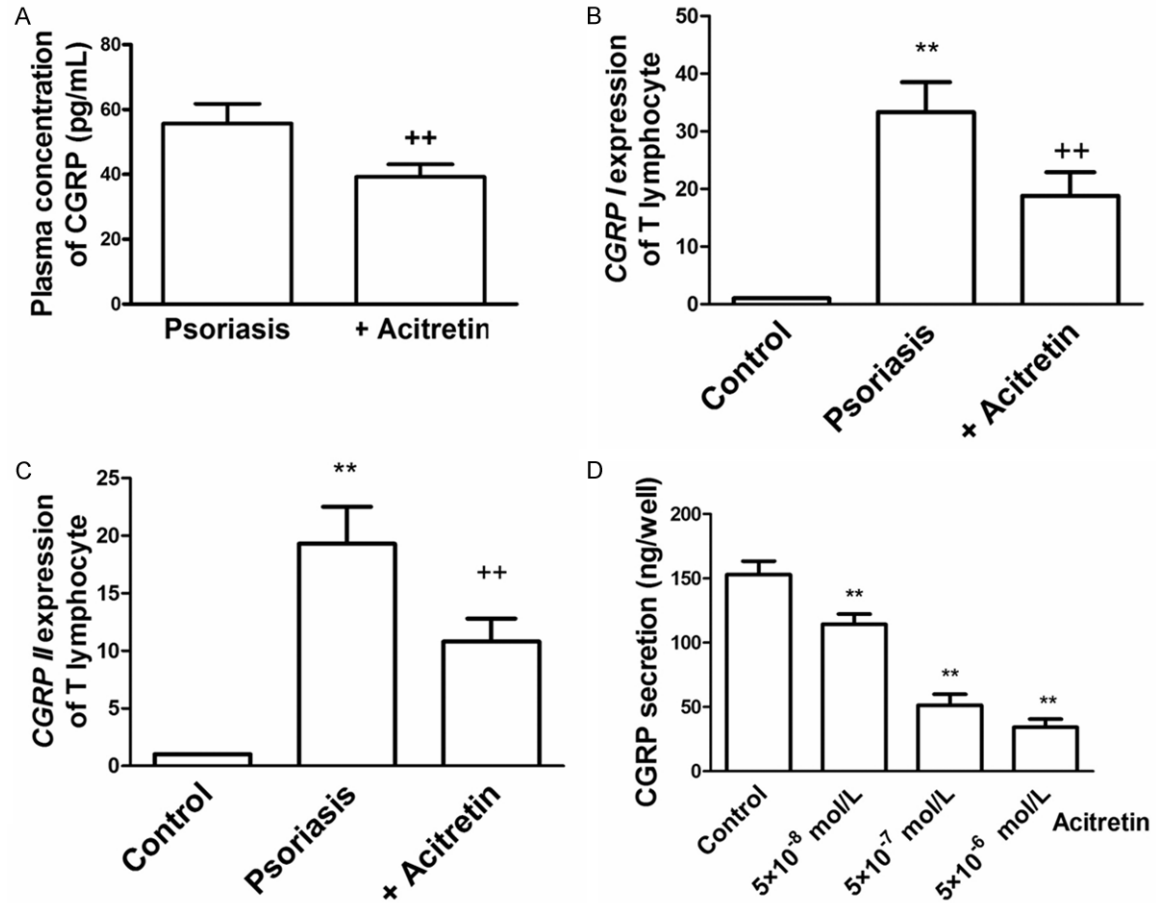 A
Plasma concentration
of CGRP (pg/mL)
80
60
40
20
0
++
Psoriasis
+ Acitretin
B
CGRP I expression
of T lymphocyte
50
40
30
20
10
0
**
++
Control
Psoriasis
+ Acitretin
C
CGRP II expression
of T lymphocyte
25
20
15
10
5
0
**
++
Control
Psoriasis
+ Acitretin
D
CGRP secretion (ng/well)
200
150
100
50
0
**
**
**
Control
5×10⁻⁸ mol/L
5×10⁻⁷ mol/L
5×10⁻⁶ mol/L
Acitretin